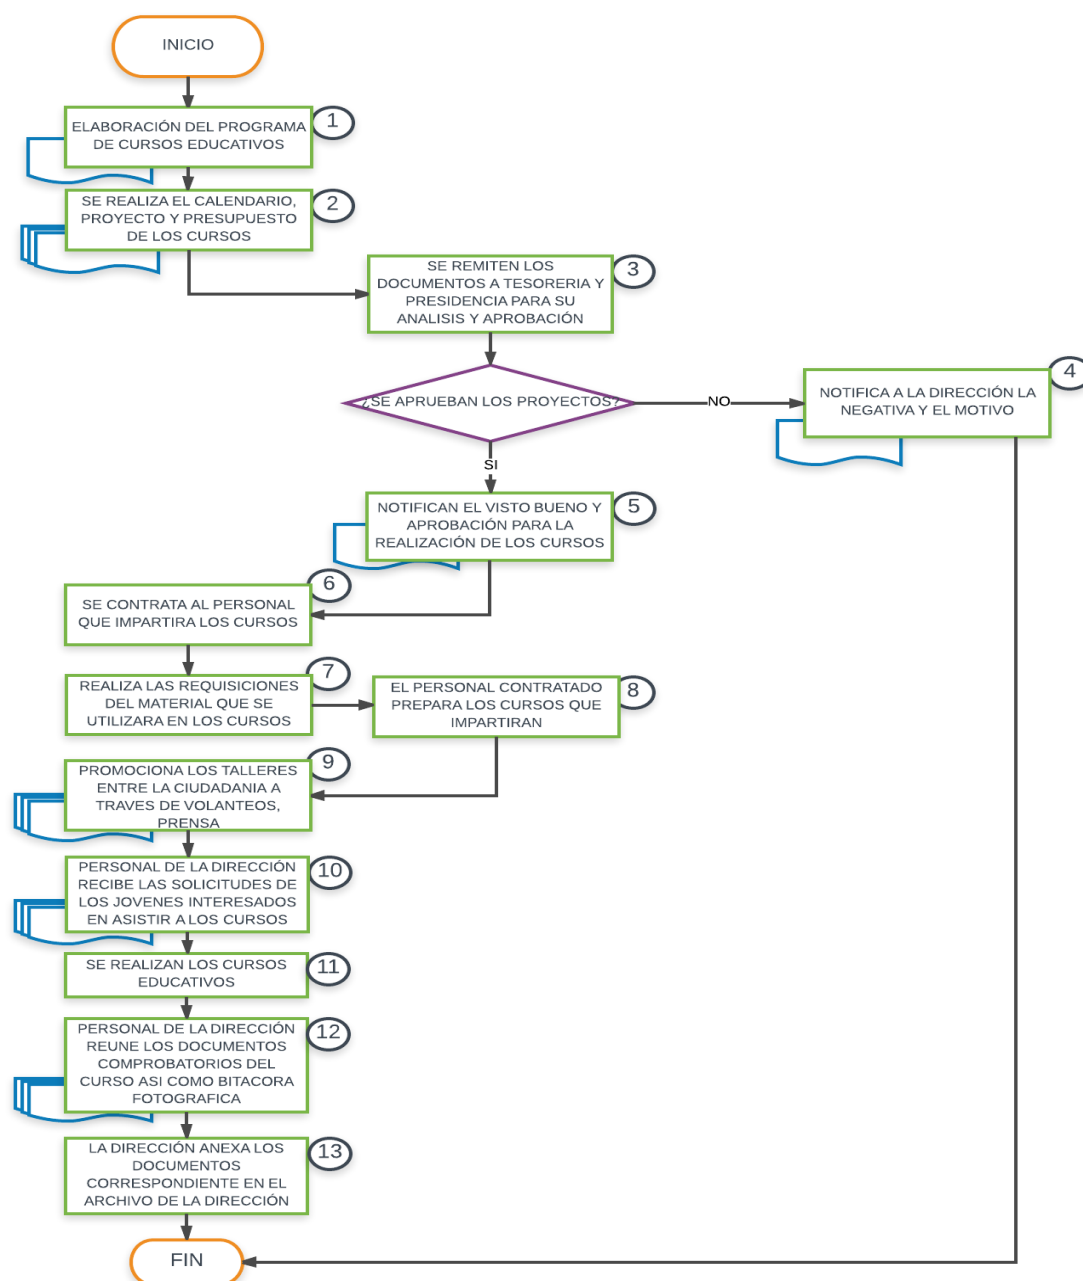 INICIO
1
ELABORACIÓN DEL PROGRAMA
DE CURSOS EDUCATIVOS
2
SE REALIZA EL CALENDARIO,
PROYECTO Y PRESUPUESTO
DE LOS CURSOS
3
SE REMITEN LOS
DOCUMENTOS A TESORERIA Y
PRESIDENCIA PARA SU
ANALISIS Y APROBACIÓN
¿SE APRUEBAN LOS PROYECTOS?
NO
4
NOTIFICA A LA DIRECCIÓN LA
NEGATIVA Y EL MOTIVO
SI
5
NOTIFICAN EL VISTO BUENO Y
APROBACIÓN PARA LA
REALIZACIÓN DE LOS CURSOS
6
SE CONTRATA AL PERSONAL
QUE IMPARTIRA LOS CURSOS
7
REALIZA LAS REQUISICIONES
DEL MATERIAL QUE SE
UTILIZARA EN LOS CURSOS
8
EL PERSONAL CONTRATADO
PREPARA LOS CURSOS QUE
IMPARTIRAN
9
PROMOCIONA LOS TALLERES
ENTRE LA CIUDADANIA A
TRAVES DE VOLANTEOS,
PRENSA
10
PERSONAL DE LA DIRECCIÓN
RECIBE LAS SOLICITUDES DE
LOS JOVENES INTERESADOS
EN ASISTIR A LOS CURSOS
11
SE REALIZAN LOS CURSOS
EDUCATIVOS
12
PERSONAL DE LA DIRECCIÓN
REUNE LOS DOCUMENTOS
COMPROBATORIOS DEL
CURSO ASI COMO BITACORA
FOTOGRAFICA
13
LA DIRECCIÓN ANEXA LOS
DOCUMENTOS
CORRESPONDIENTE EN EL
ARCHIVO DE LA DIRECCIÓN
FIN